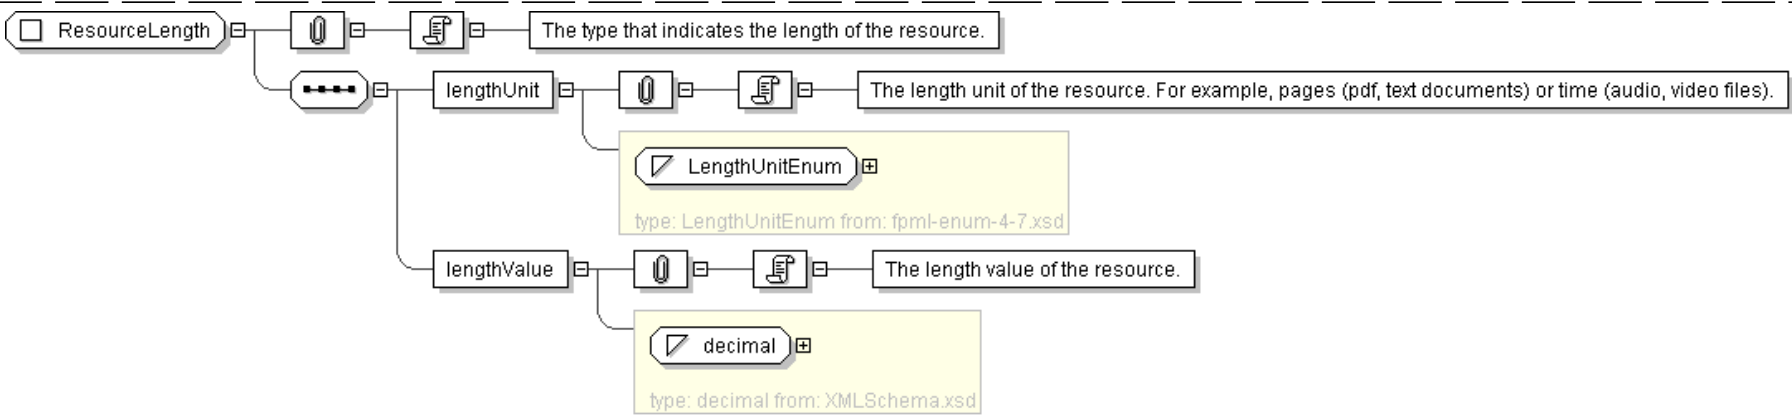 ResourceLength
The type that indicates the length of the resource.
lengthUnit
The length unit of the resource. For example, pages (pdf, text documents) or time (audio, video files).
LengthUnitEnum
type: LengthUnitEnum from: fpml-enum-4-7.xsd
lengthValue
The length value of the resource.
decimal
type: decimal from: XMLSchema.xsd